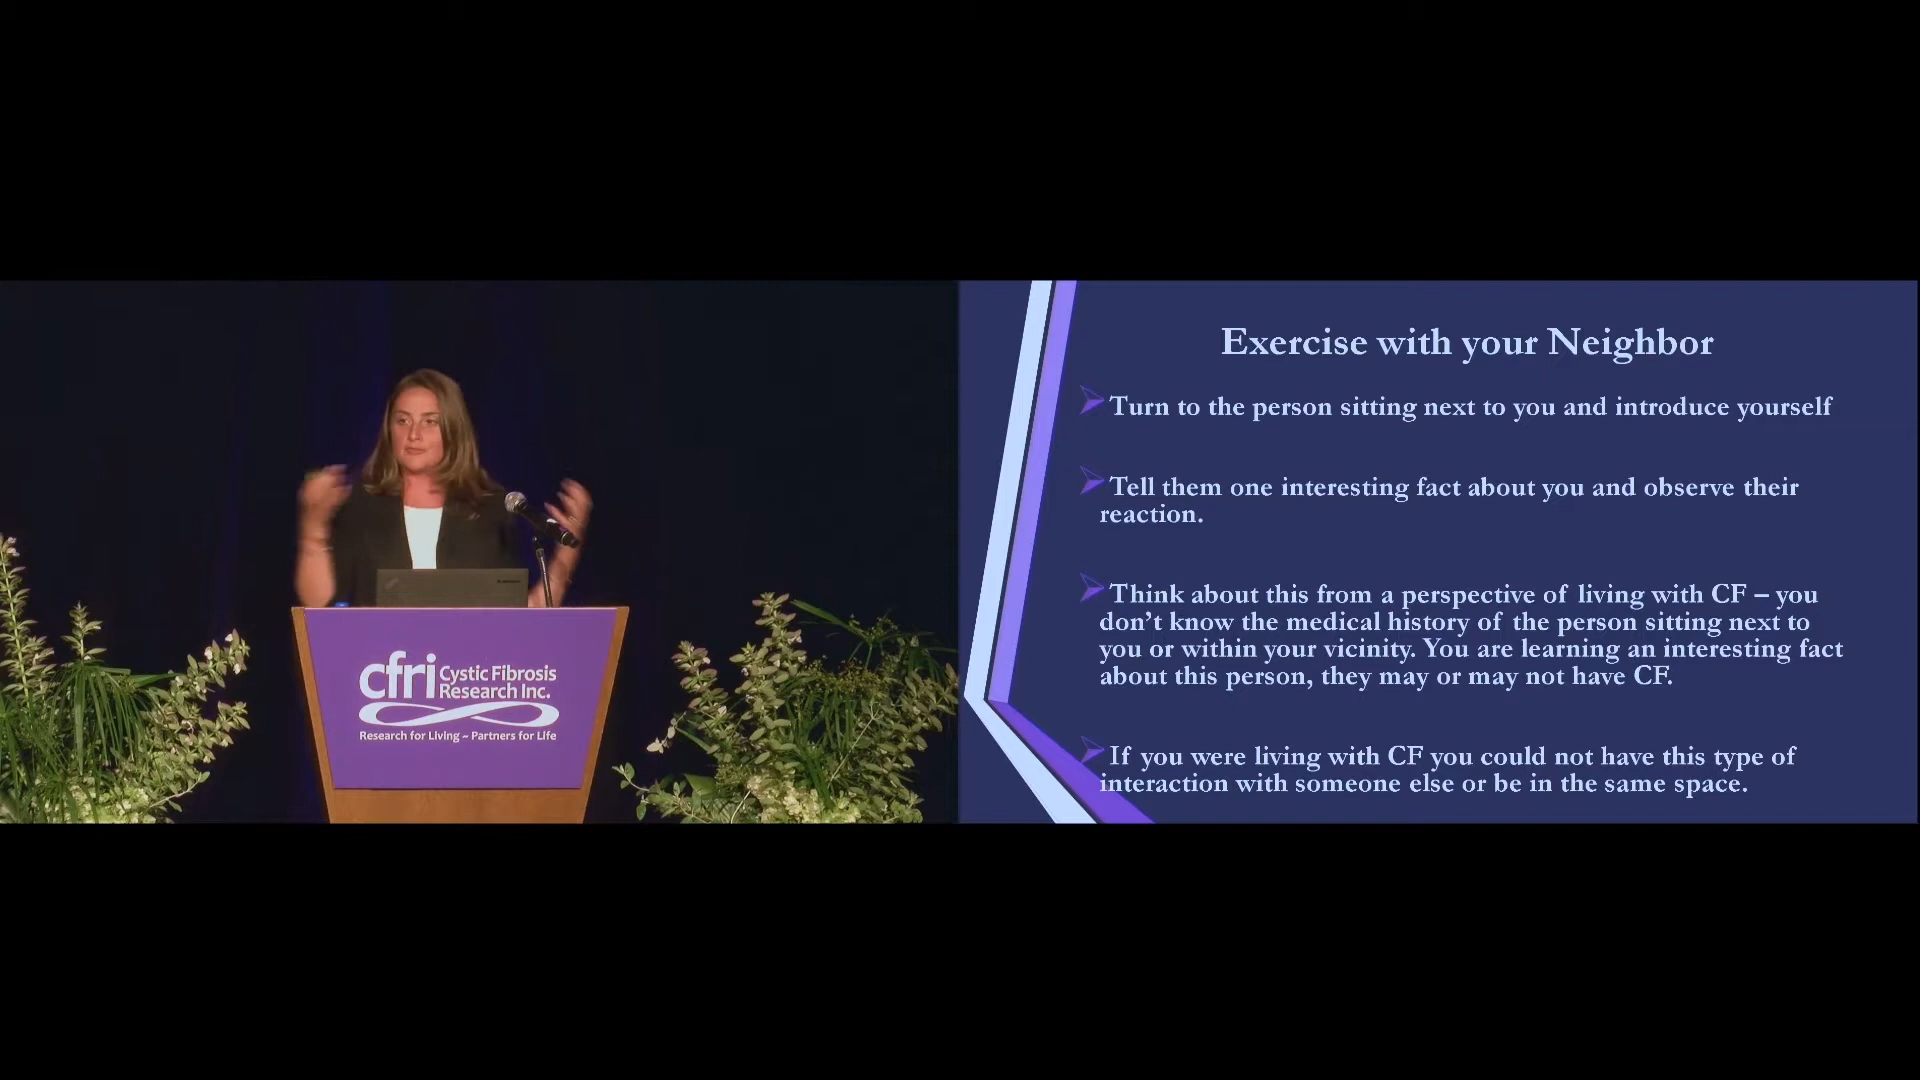 cfri Cystic Fibrosis
Research Inc.
Research for Living ~ Partners for Life
Exercise with your Neighbor
Turn to the person sitting next to you and introduce yourself
Tell them one interesting fact about you and observe their
reaction.
Think about this from a perspective of living with CF – you
don’t know the medical history of the person sitting next to
you or within your vicinity. You are learning an interesting fact
about this person, they may or may not have CF.
If you were living with CF you could not have this type of
interaction with someone else or be in the same space.